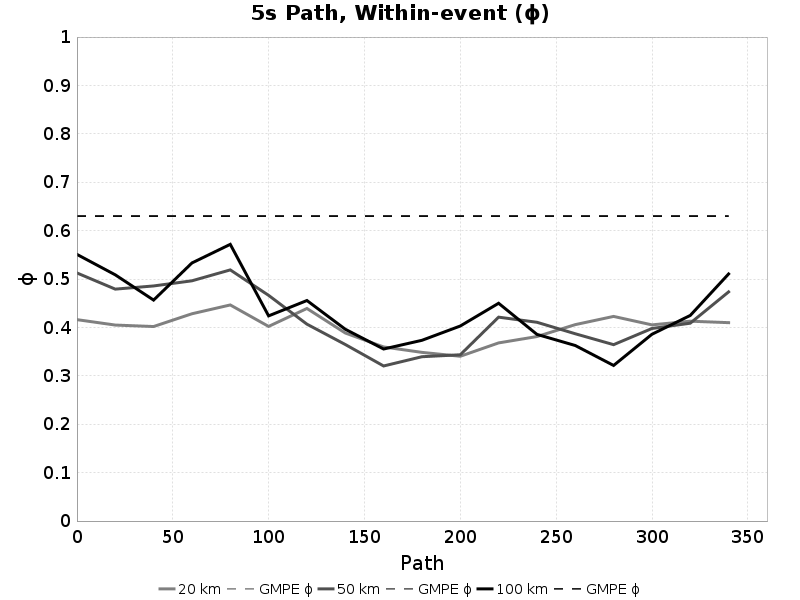 5s Path, Within-event (ϕ)
1
0.9
0.8
0.7
0.6
0.5
0.4
0.3
0.2
0.1
0
ϕ
0 50 100 150 200 250 300 350
Path
20 km GMPE ϕ 50 km GMPE ϕ 100 km GMPE ϕ